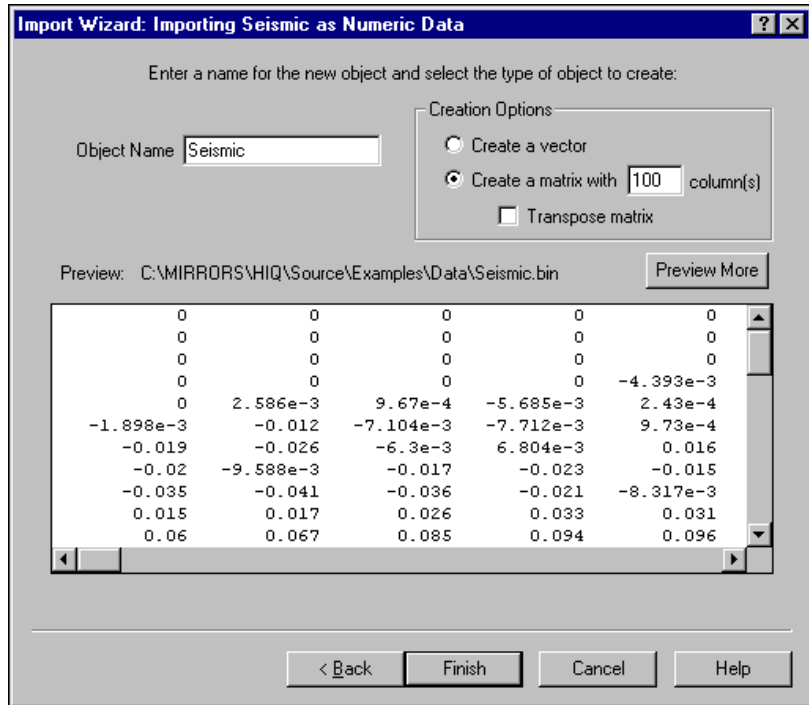 Import Wizard: Importing Seismic as Numeric Data
Enter a name for the new object and select the type of object to create:
Creation Options
Object Name Seismic
Create a vector
Create a matrix with 100 column(s)
Transpose matrix
Preview: C:\MIRRORS\HIQ\Source\Examples\Data\Seismic.bin Preview More
0 0 0 0 0
0 0 0 0 0
0 0 0 0 0
0 0 0 0 -4.393e-3
0 2.586e-3 9.67e-4 -5.685e-3 2.43e-4
-1.898e-3 -0.012 -7.104e-3 -7.712e-3 9.73e-4
-0.019 -0.026 -6.3e-3 6.804e-3 0.016
-0.02 -9.588e-3 -0.017 -0.023 -0.015
-0.035 -0.041 -0.036 -0.021 -8.317e-3
0.015 0.017 0.026 0.033 0.031
0.06 0.067 0.085 0.094 0.096
< Back Finish Cancel Help